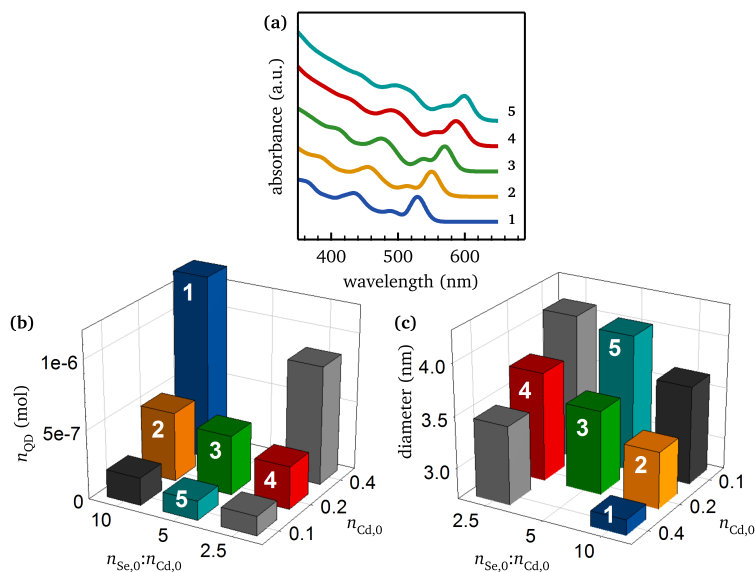 (a)
absorbance (a.u.)
5
4
3
2
1
400
500
600
wavelength (nm)
(b)
n_QD (mol)
1e-6
5e-7
0
1
2
3
4
5
10
5
2.5
n_Se,0:n_Cd,0
0.1
0.2
0.4
n_Cd,0
(c)
diameter (nm)
4.0
3.5
3.0
5
4
3
2
1
2.5
5
10
n_Se,0:n_Cd,0
0.4
0.2
0.1
n_Cd,0